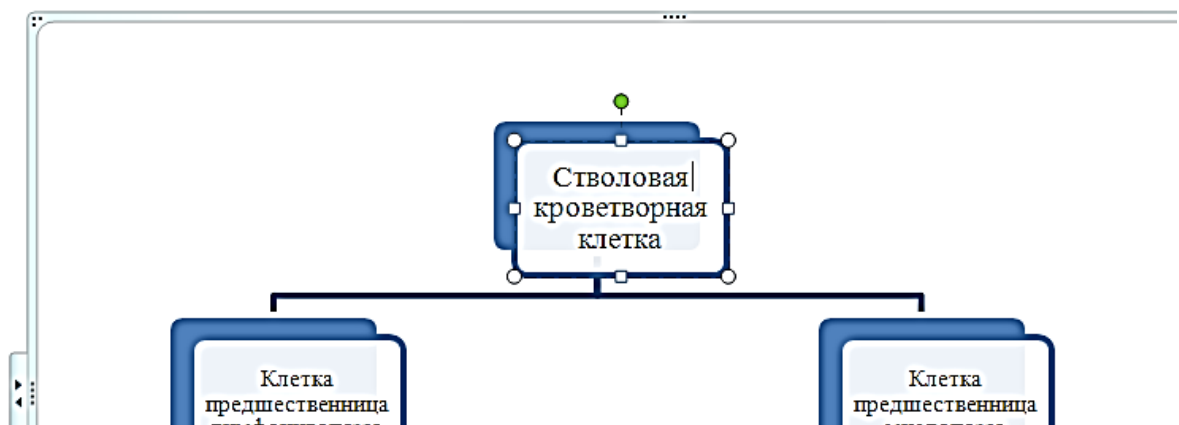 Стволовая
кроветворная
клетка
Клетка
предшественница
Клетка
предшественница